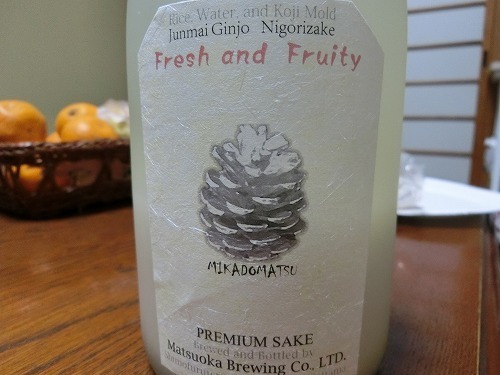 Rice, Water, and Koji Mold
Junmai Ginjo Nigorizake
Fresh and Fruity
MIKADOMATSU
PREMIUM SAKE
Brewed and Bottled by
Matsuoka Brewing Co., LTD.